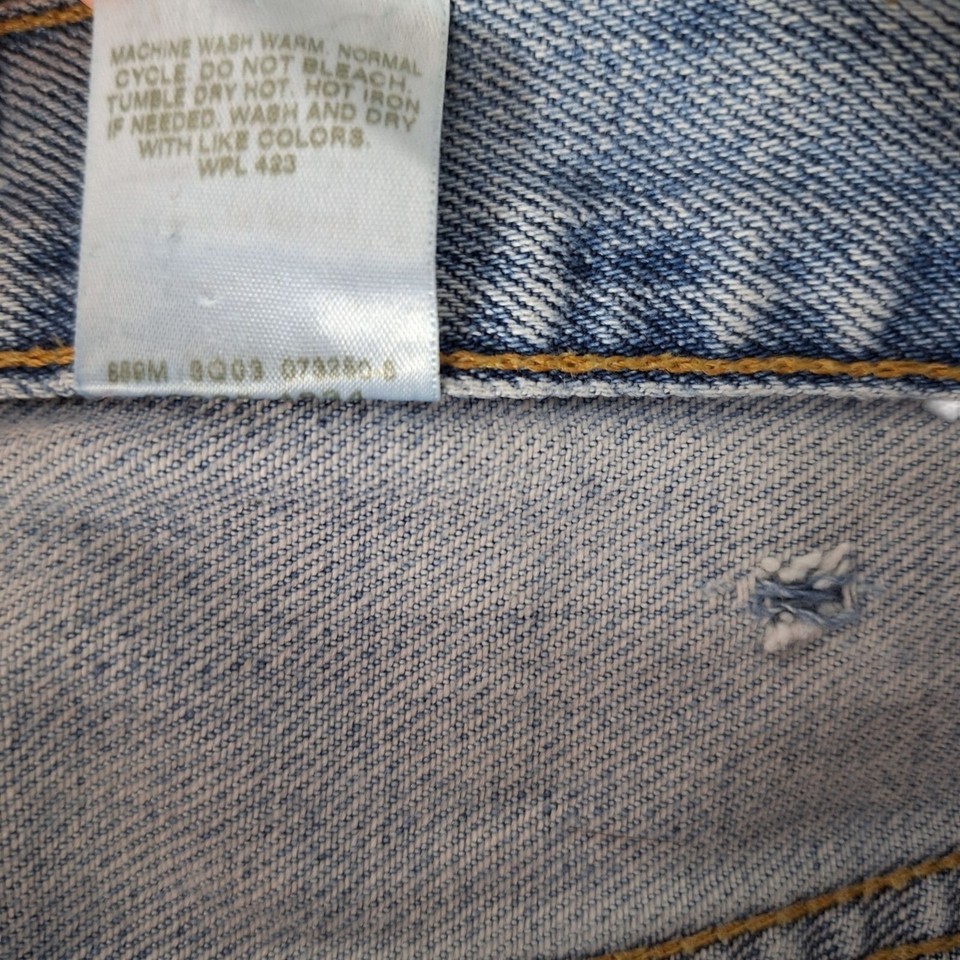 MACHINE WASH WARM, NORMAL
CYCLE. DO NOT BLEACH,
TUMBLE DRY HOT. HOT IRON
IF NEEDED. WASH AND DRY
WITH LIKE COLORS.
WPL 423